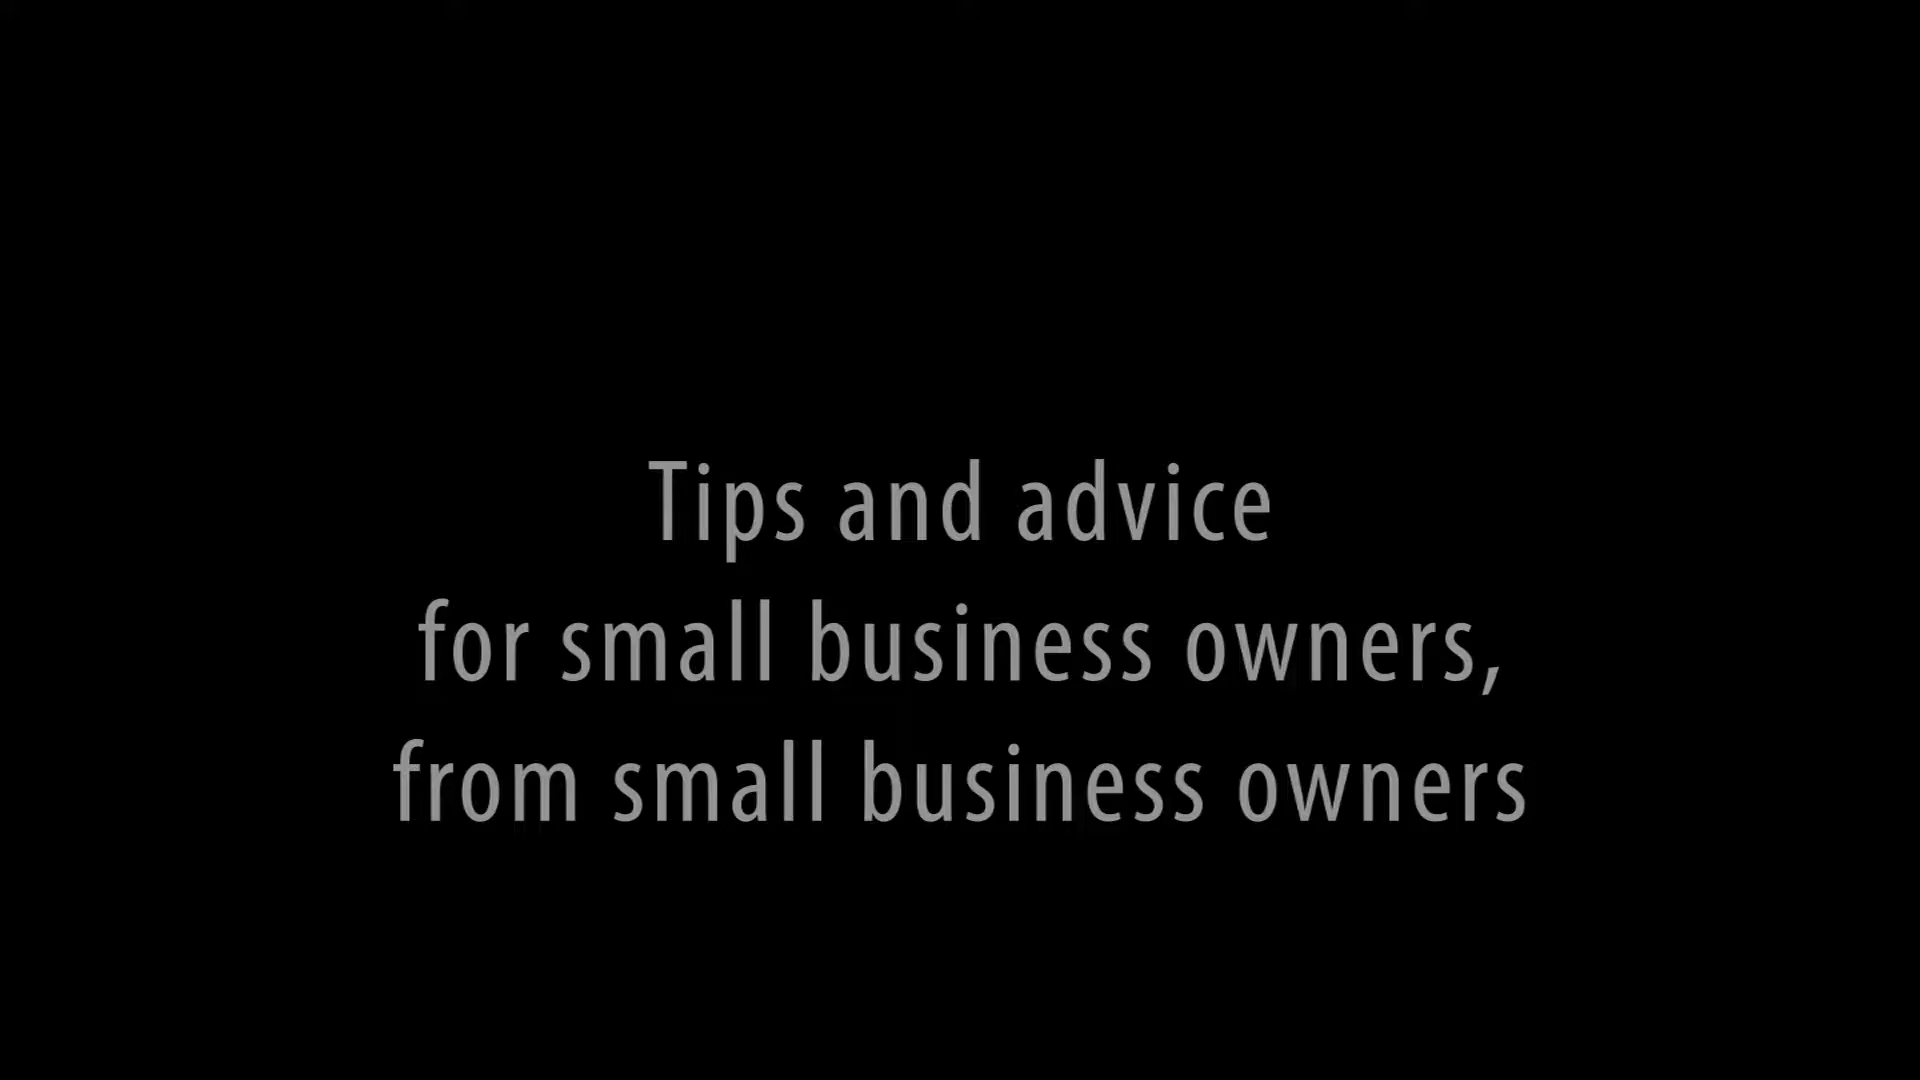 Tips and advice
for small business owners,
from small business owners